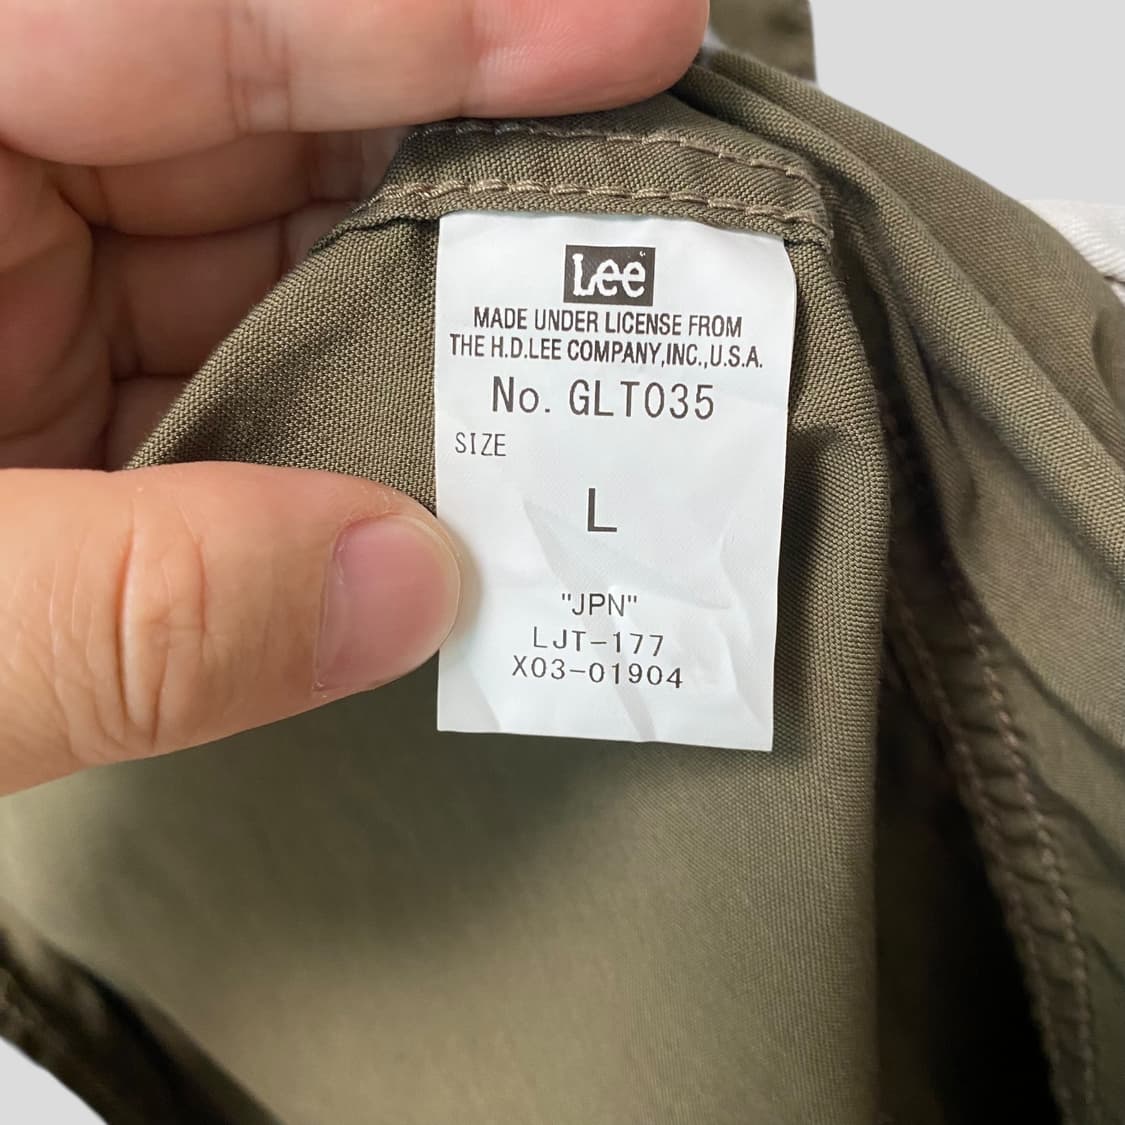 Lee
MADE UNDER LICENSE FROM
THE H.D.LEE COMPANY,INC.,U.S.A.
No. GLT035
SIZE
L
"JPN"
LJT-177
X03-01904